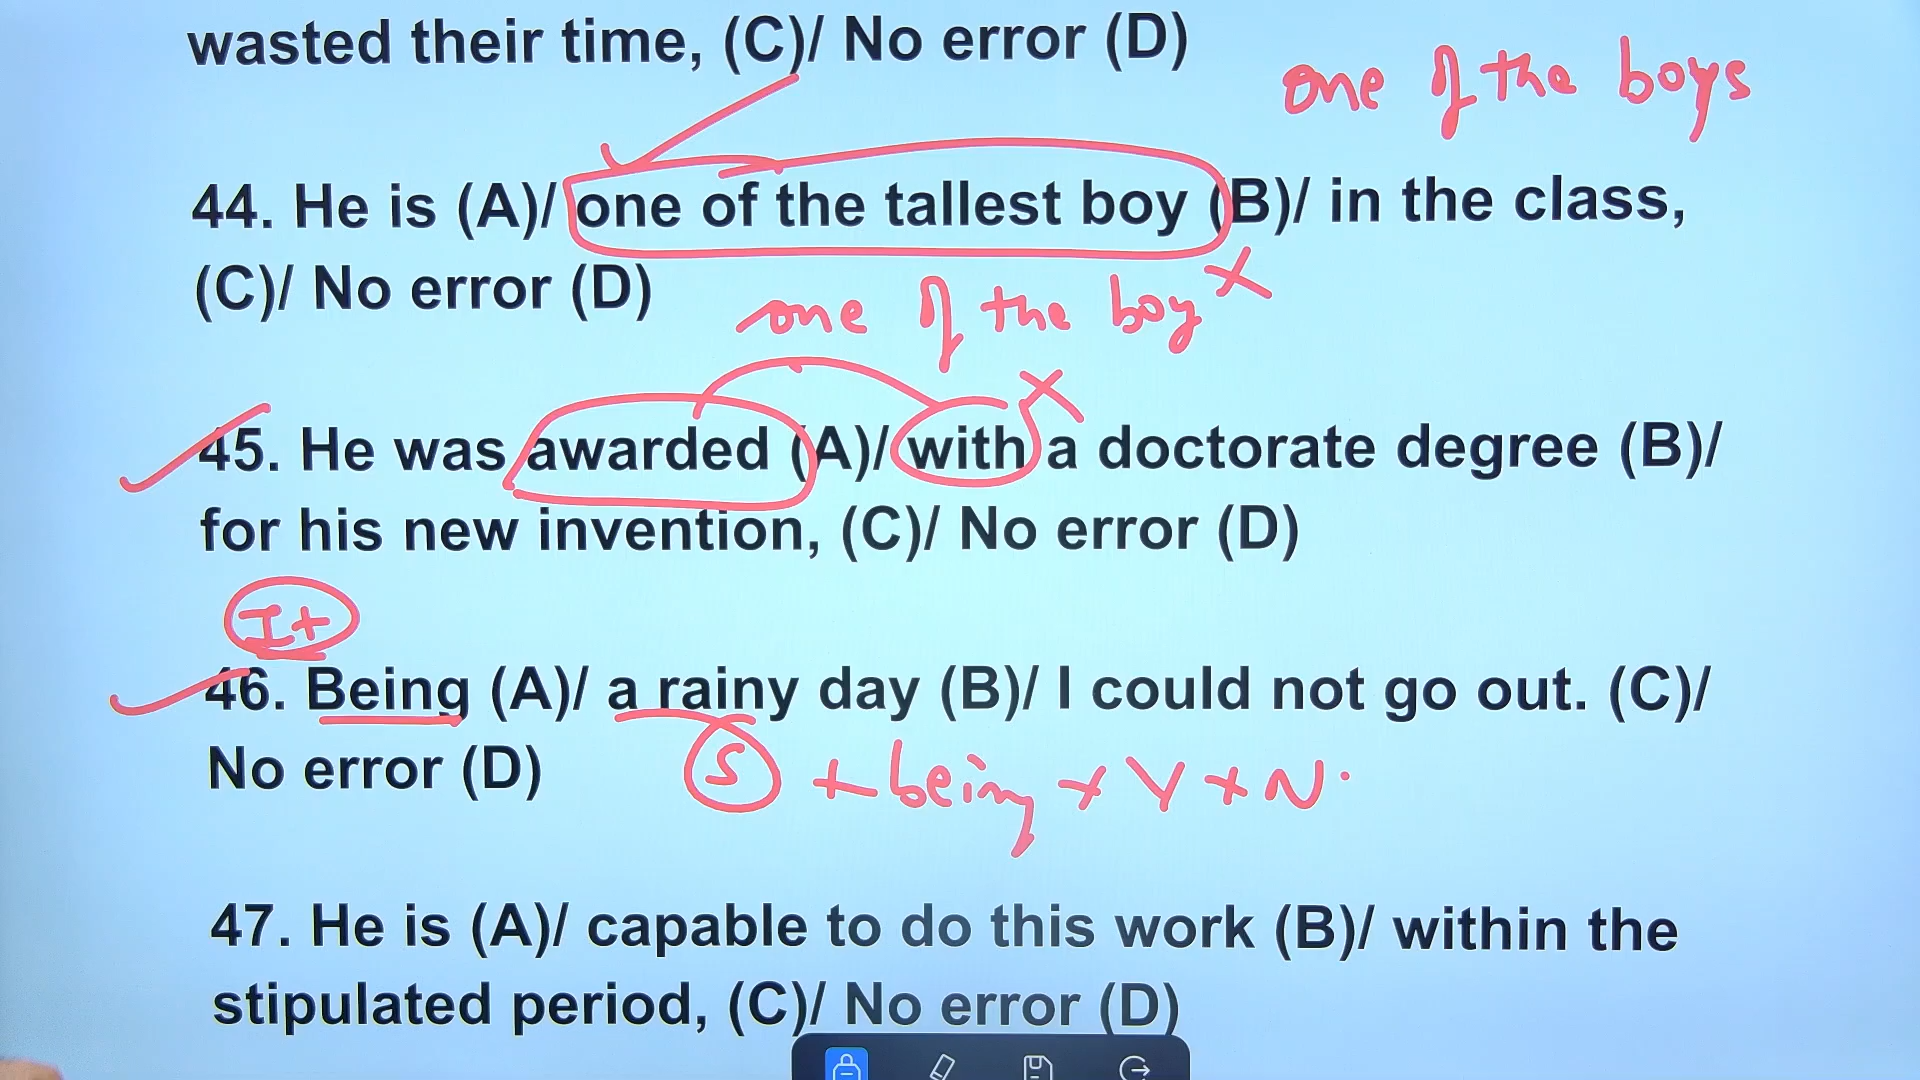 wasted their time, (C)/ No error (D)
one of the boys
44. He is (A)/ one of the tallest boy (B)/ in the class,
(C)/ No error (D)
one of the boy x
x
45. He was awarded (A)/ with a doctorate degree (B)/
for his new invention, (C)/ No error (D)
It
46. Being (A)/ a rainy day (B)/ I could not go out. (C)/
No error (D)
S + being + V + N.
47. He is (A)/ capable to do this work (B)/ within the
stipulated period, (C)/ No error (D)